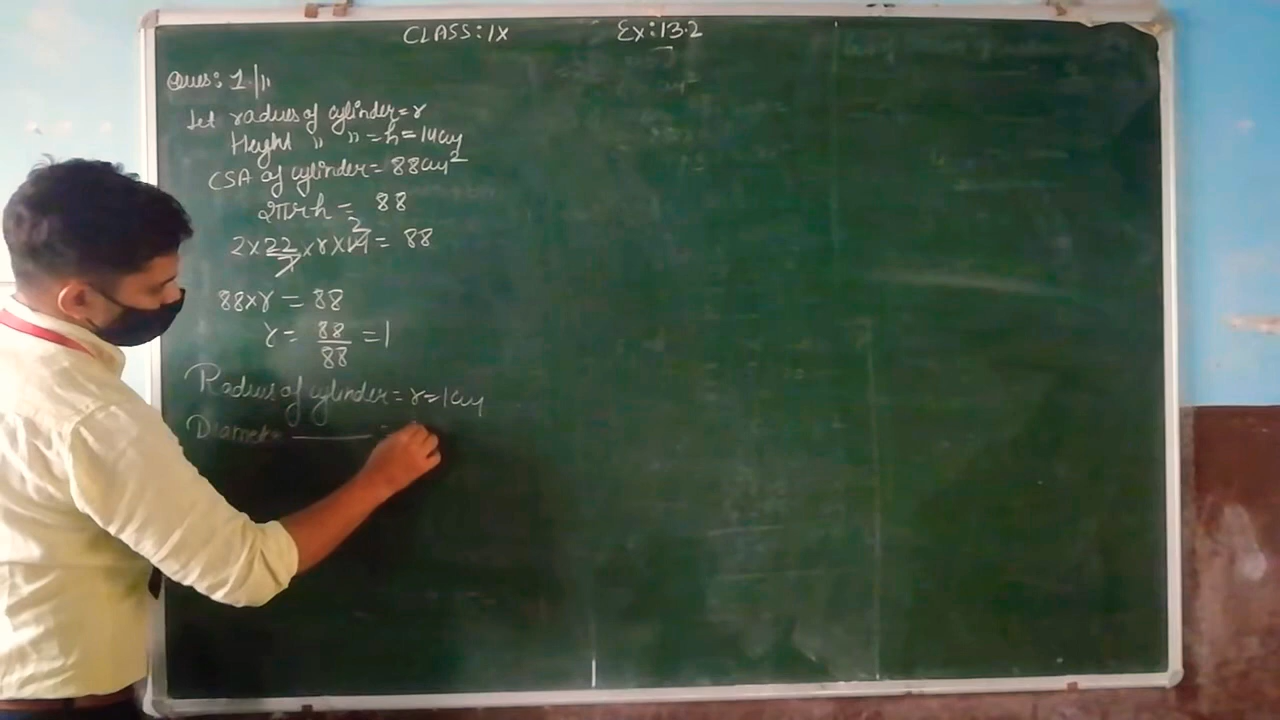 CLASS: IX Ex: 13.2
Ques: 1 //
Let radius of cylinder = r
Height " " = h = 14cm
CSA of cylinder = 88cm²
2πrh = 88
2 × 22/7 × r × 14 2 = 88
88×r = 88
r = 88/88 = 1
Radius of cylinder = r = 1cm
Diameter —— =